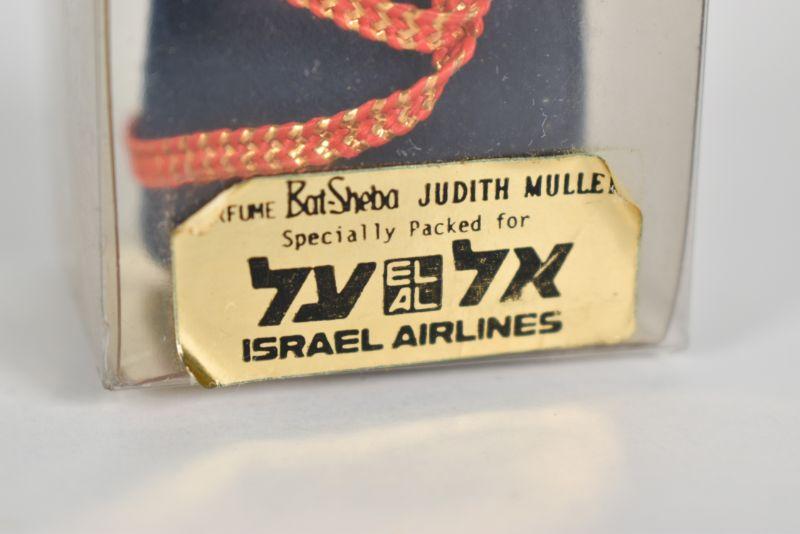 RFUME Bat-Sheba JUDITH MULLE
Specially Packed for
אל EL AL על
ISRAEL AIRLINES